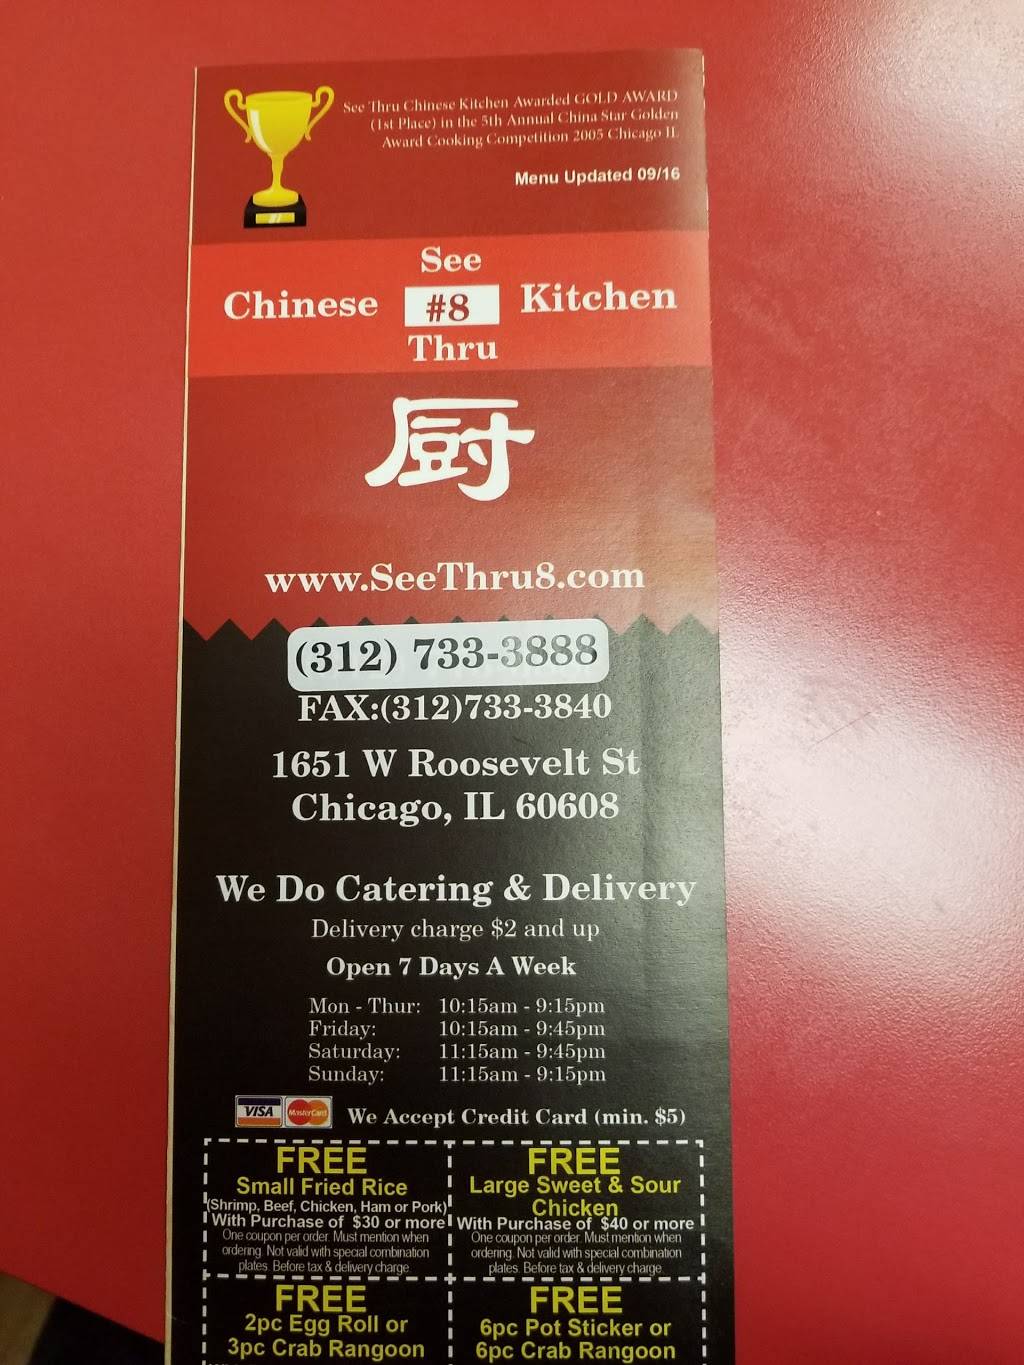 See Thru Chinese Kitchen Awarded GOLD AWARD
(1st Place) in the 5th Annual China Star Golden
Award Cooking Competition 2005 Chicago IL
Menu Updated 09/16
See
Chinese #8 Kitchen
Thru
厨
www.SeeThru8.com
(312) 733-3888
FAX:(312)733-3840
1651 W Roosevelt St
Chicago, IL 60608
We Do Catering & Delivery
Delivery charge $2 and up
Open 7 Days A Week
Mon - Thur: 10:15am - 9:15pm
Friday: 10:15am - 9:45pm
Saturday: 11:15am - 9:45pm
Sunday: 11:15am - 9:15pm
VISA MasterCard We Accept Credit Card (min. $5)
FREE
Small Fried Rice
(Shrimp, Beef, Chicken, Ham or Pork)
With Purchase of $30 or more
One coupon per order. Must mention when
ordering. Not valid with special combination
plates. Before tax & delivery charge.
FREE
Large Sweet & Sour
Chicken
With Purchase of $40 or more
One coupon per order. Must mention when
ordering. Not valid with special combination
plates. Before tax & delivery charge.
FREE
2pc Egg Roll or
3pc Crab Rangoon
FREE
6pc Pot Sticker or
6pc Crab Rangoon